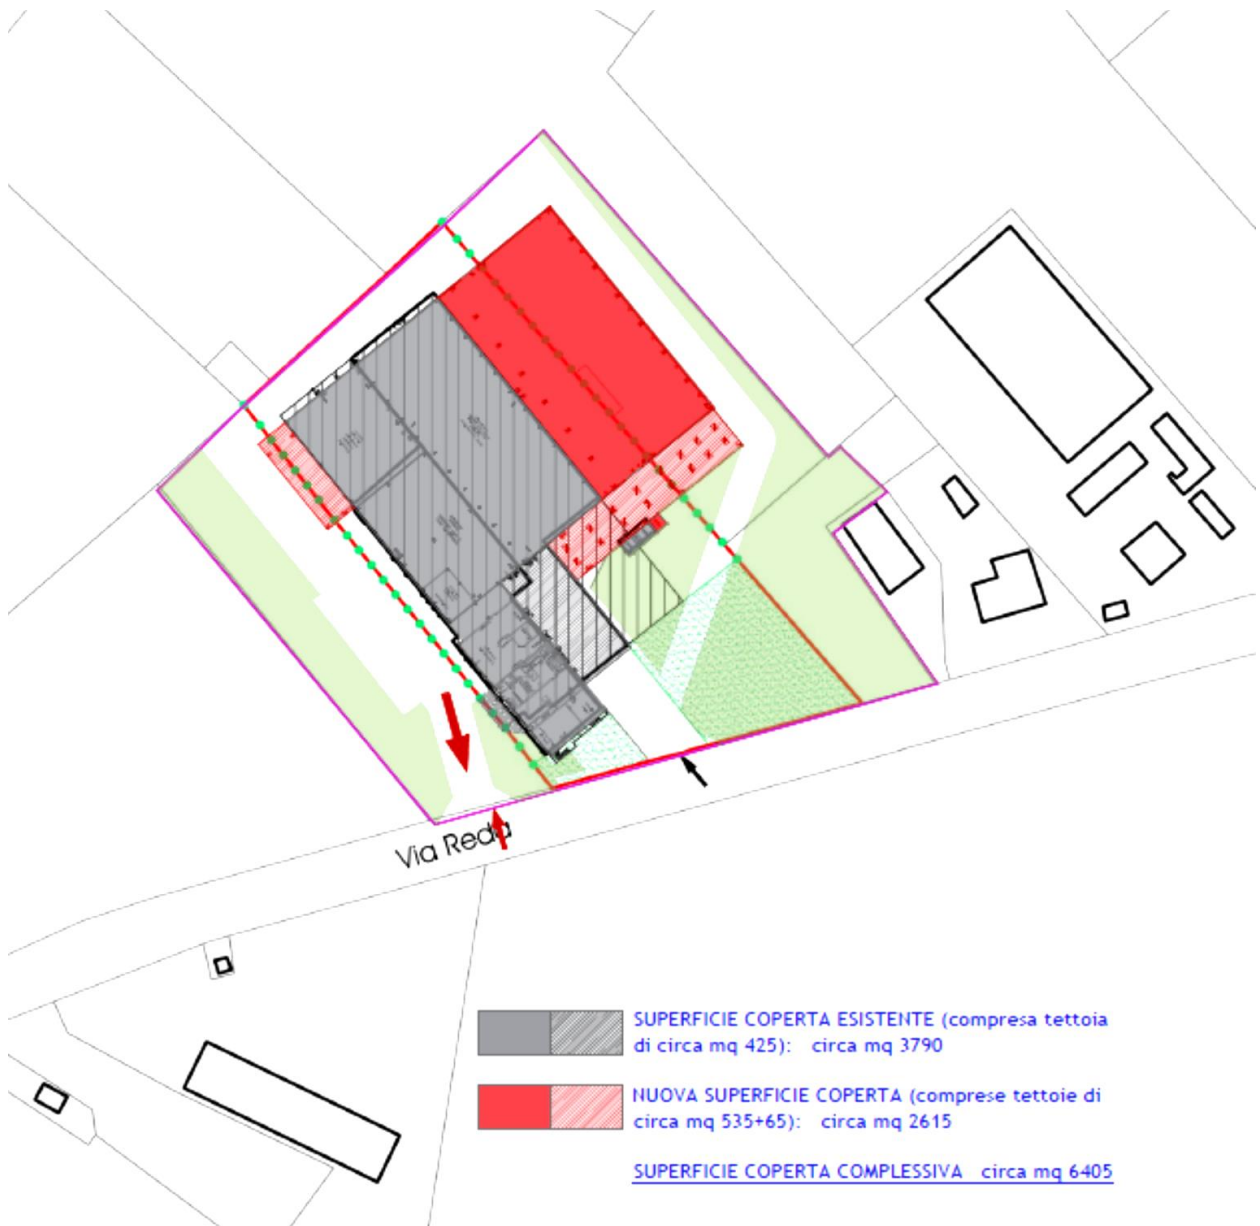 Via Reda
SUPERFICIE COPERTA ESISTENTE (compresa tettoia
di circa mq 425): circa mq 3790
NUOVA SUPERFICIE COPERTA (comprese tettoie di
circa mq 535+65): circa mq 2615
SUPERFICIE COPERTA COMPLESSIVA circa mq 6405